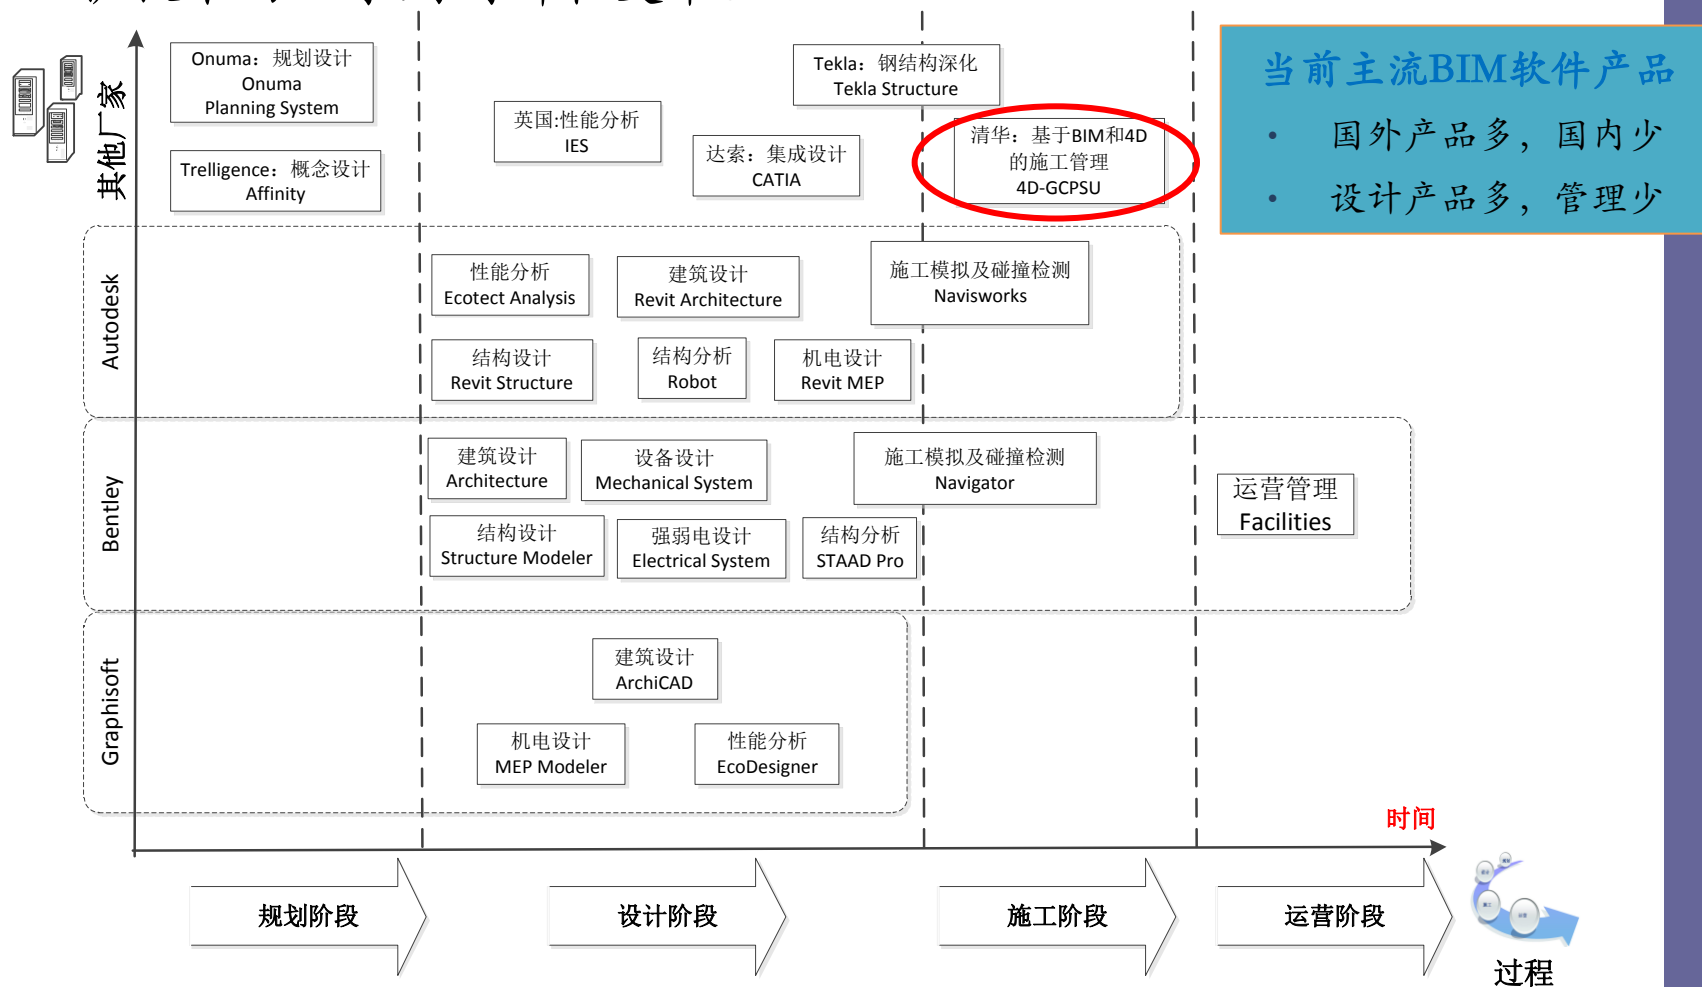 Onuma：规划设计
Onuma
Planning System
Trelligence：概念设计
Affinity
英国:性能分析
IES
Tekla：钢结构深化
Tekla Structure
达索：集成设计
CATIA
清华：基于BIM和4D
的施工管理
4D-GCPSU
当前主流BIM软件产品
• 国外产品多，国内少
• 设计产品多，管理少
其他厂家
Autodesk
性能分析
Ecotect Analysis
建筑设计
Revit Architecture
施工模拟及碰撞检测
Navisworks
结构设计
Revit Structure
结构分析
Robot
机电设计
Revit MEP
Bentley
建筑设计
Architecture
设备设计
Mechanical System
施工模拟及碰撞检测
Navigator
结构设计
Structure Modeler
强弱电设计
Electrical System
结构分析
STAAD Pro
运营管理
Facilities
Graphisoft
建筑设计
ArchiCAD
机电设计
MEP Modeler
性能分析
EcoDesigner
时间
规划阶段
设计阶段
施工阶段
运营阶段
过程